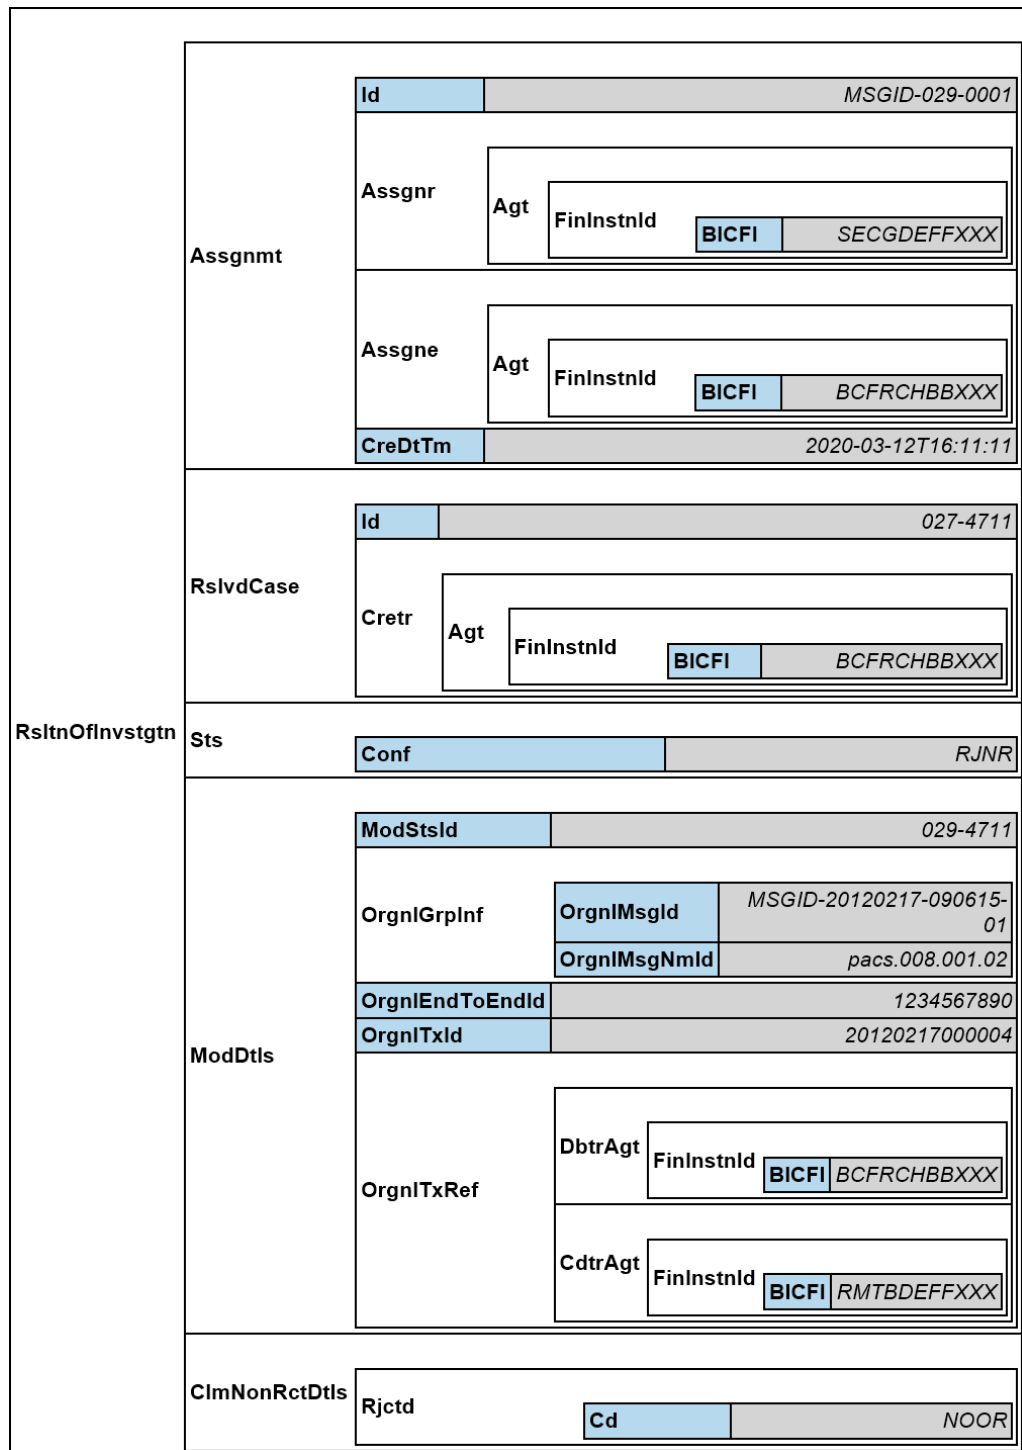 Id MSGID-029-0001
Assgnr
Agt
FinInstnId
BICFI SECGDEFFXXX
Assgnmt
Assgne
Agt
FinInstnId
BICFI BCFRCHBBXXX
CreDtTm 2020-03-12T16:11:11
Id 027-4711
RslvdCase
Cretr
Agt
FinInstnId
BICFI BCFRCHBBXXX
RsltnOfInvstgtn
Sts
Conf RJNR
ModStsId 029-4711
OrgnlGrpInf
OrgnlMsgId MSGID-20120217-090615-
01
OrgnlMsgNmId pacs.008.001.02
OrgnlEndToEndId 1234567890
OrgnlTxId 20120217000004
ModDtls
DbtrAgt
FinInstnId
BICFI BCFRCHBBXXX
OrgnlTxRef
CdtrAgt
FinInstnId
BICFI RMTBDEFFXXX
ClmNonRctDtls
Rjctd
Cd NOOR